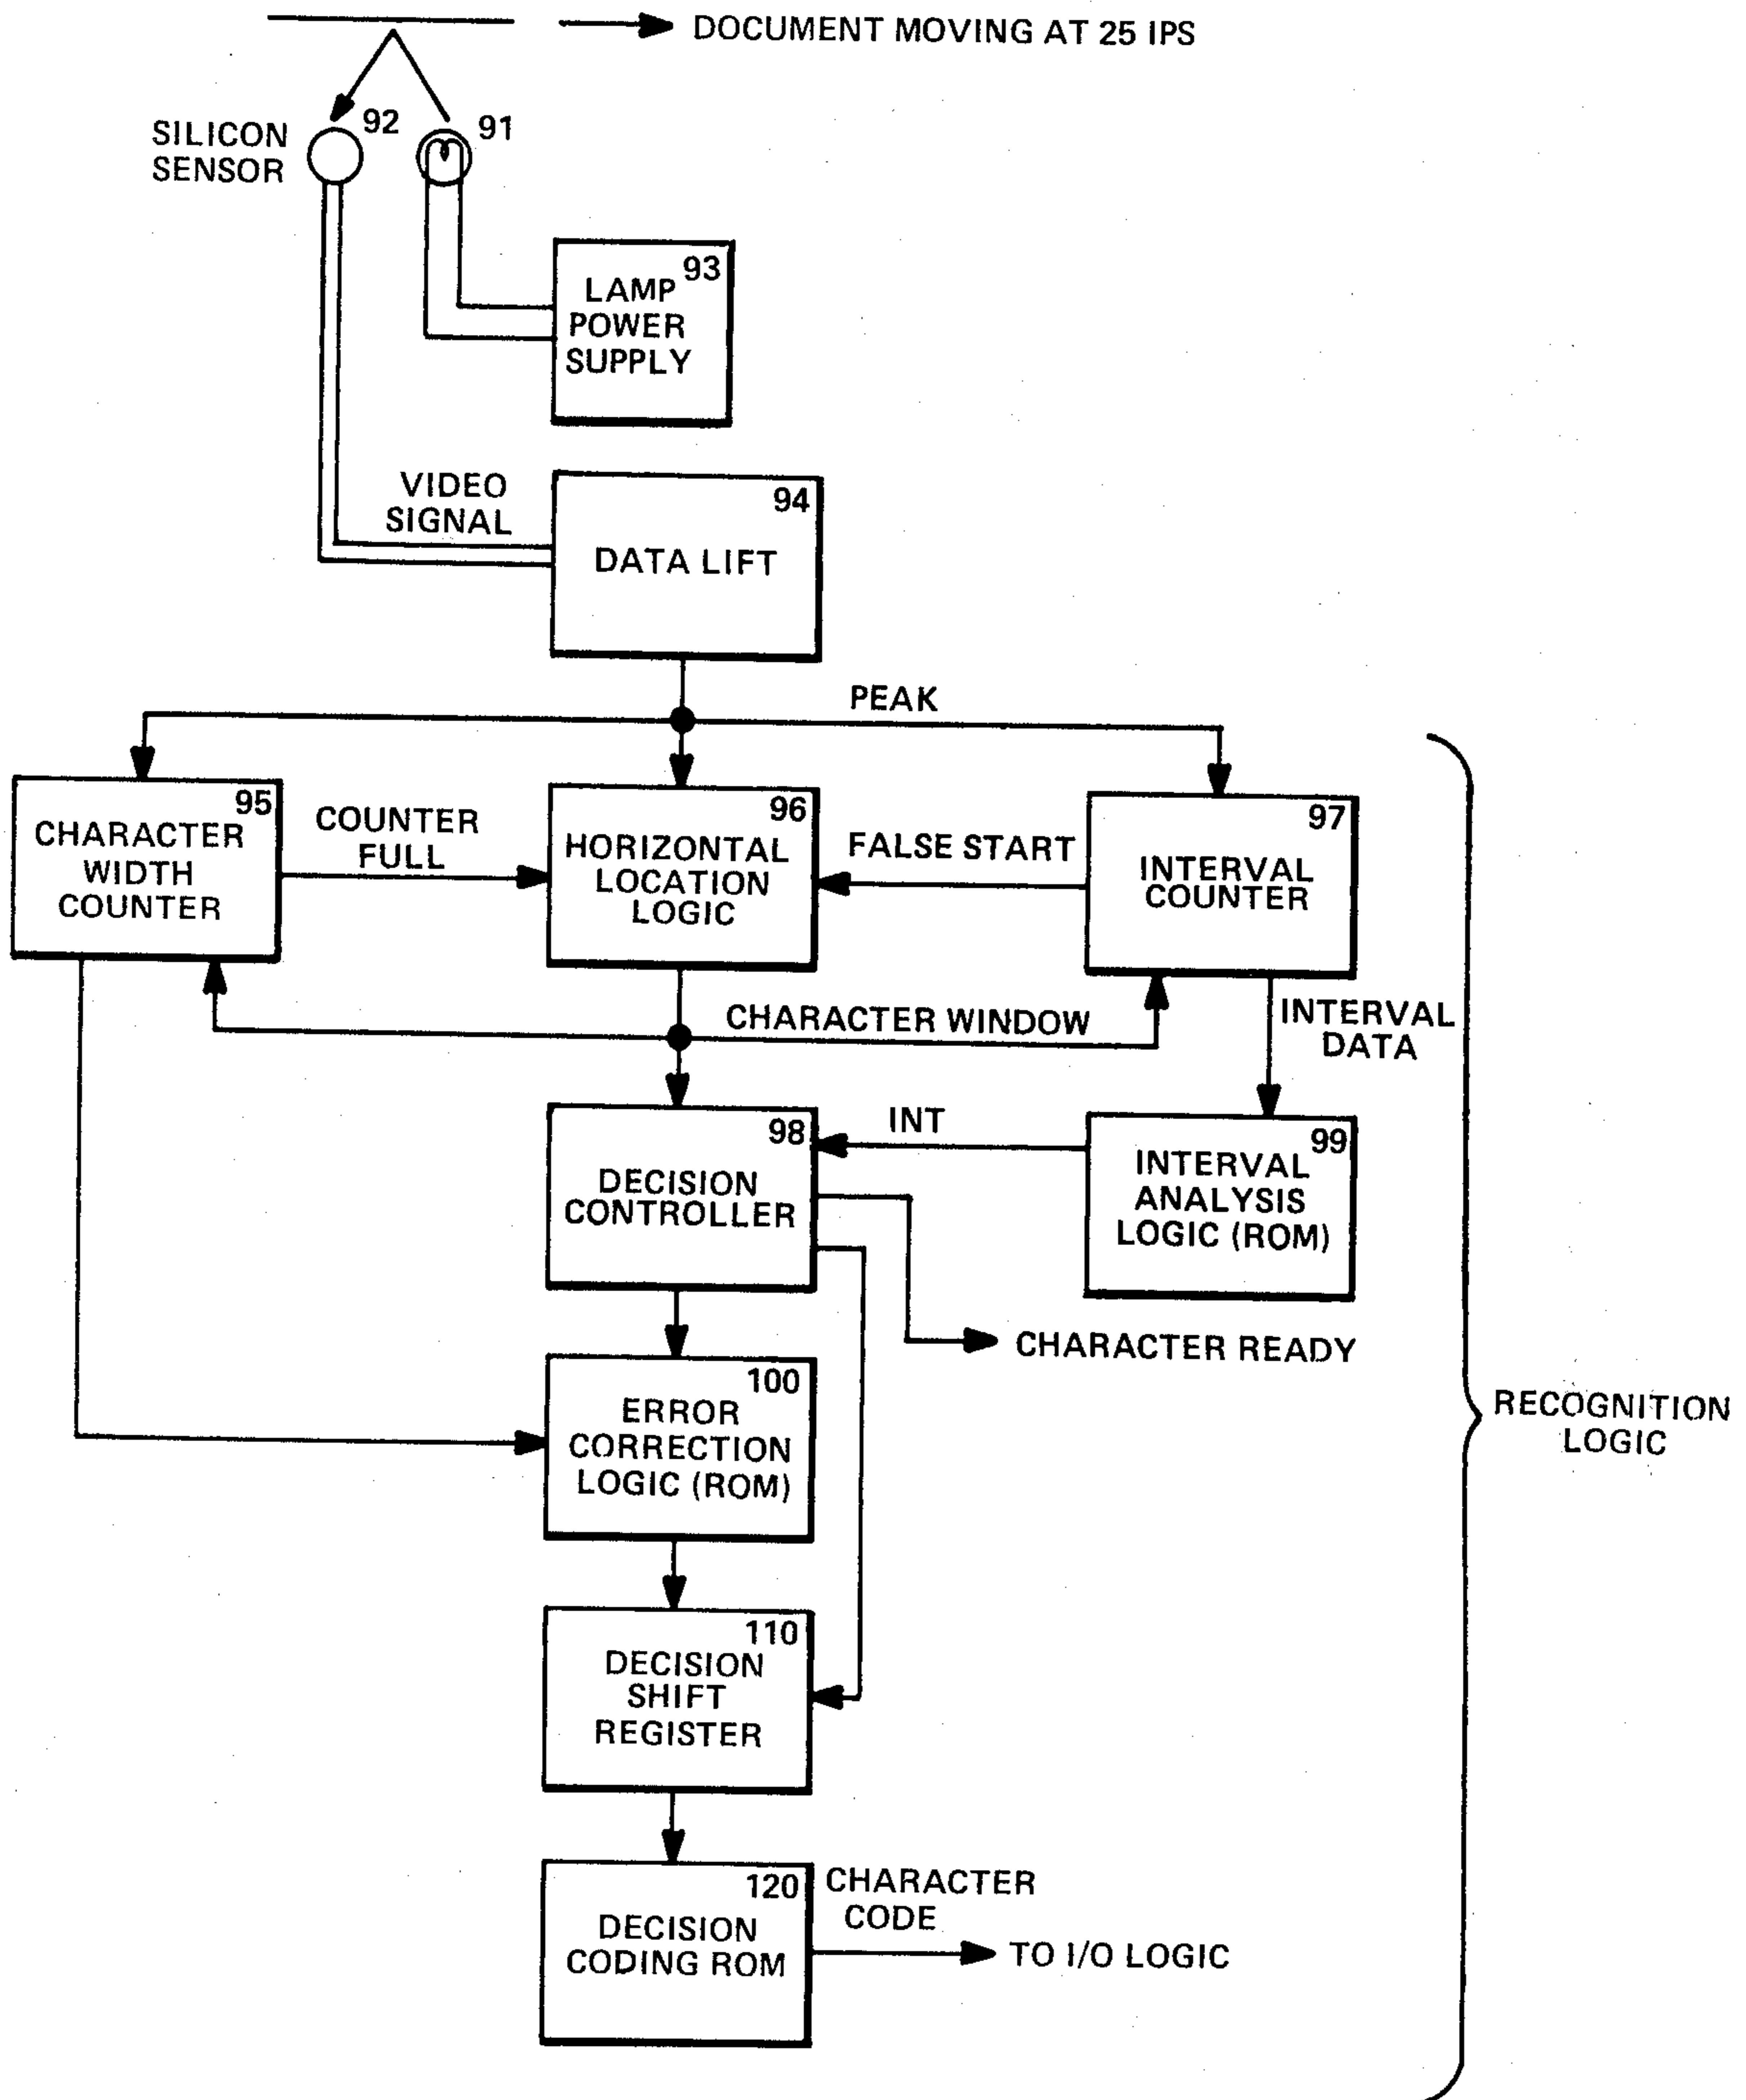 DOCUMENT MOVING AT 25 IPS
92
91
SILICON
SENSOR
93
LAMP
POWER
SUPPLY
VIDEO
SIGNAL
94
DATA LIFT
PEAK
95
CHARACTER
WIDTH
COUNTER
COUNTER
FULL
96
HORIZONTAL
LOCATION
LOGIC
FALSE START
97
INTERVAL
COUNTER
CHARACTER WINDOW
INTERVAL
DATA
98
DECISION
CONTROLLER
INT
99
INTERVAL
ANALYSIS
LOGIC (ROM)
CHARACTER READY
100
ERROR
CORRECTION
LOGIC (ROM)
RECOGNITION
LOGIC
110
DECISION
SHIFT
REGISTER
120
DECISION
CODING ROM
CHARACTER
CODE
TO I/O LOGIC